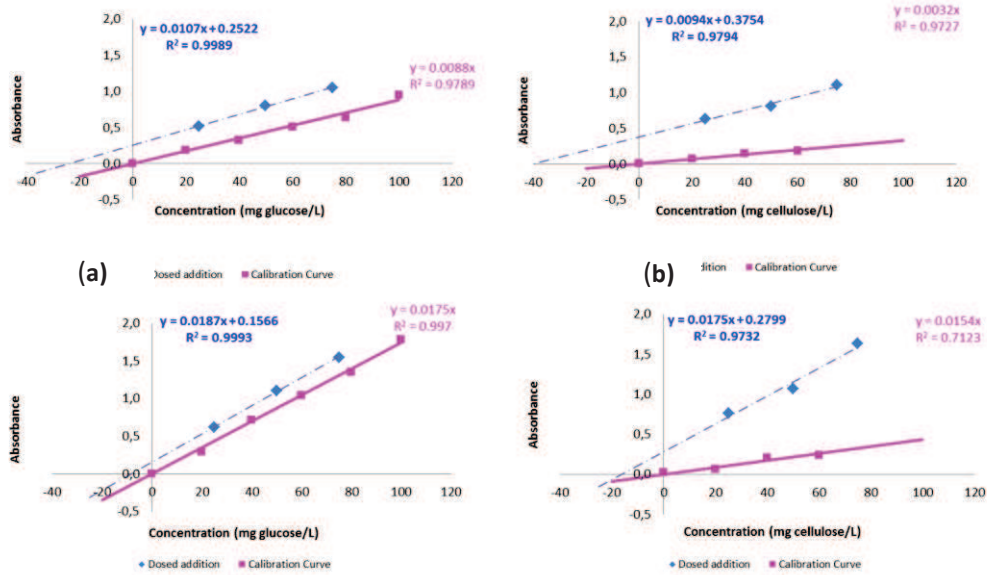 y = 0.0107x + 0.2522
R² = 0.9989
y = 0.0088x
R² = 0.9789
Absorbance
2,0
1,5
1,0
0,5
0,0
-0,5
-40 -20 0 20 40 60 80 100 120
Concentration (mg glucose/L)
(a)
Dosed addition Calibration Curve
y = 0.0094x + 0.3754
R² = 0.9794
y = 0.0032x
R² = 0.9727
Absorbance
2,0
1,5
1,0
0,5
0,0
-0,5
-40 -20 0 20 40 60 80 100 120
Concentration (mg cellulose/L)
(b)
dition Calibration Curve
y = 0.0187x + 0.1566
R² = 0.9993
y = 0.0175x
R² = 0.997
Absorbance
2,0
1,5
1,0
0,5
0,0
-0,5
-40 -20 0 20 40 60 80 100 120
Concentration (mg glucose/L)
Dosed addition Calibration Curve
y = 0.0175x + 0.2799
R² = 0.9732
y = 0.0154x
R² = 0.7123
Absorbance
2,0
1,5
1,0
0,5
0,0
-0,5
-40 -20 0 20 40 60 80 100 120
Concentration (mg cellulose/L)
Dosed addition Calibration Curve